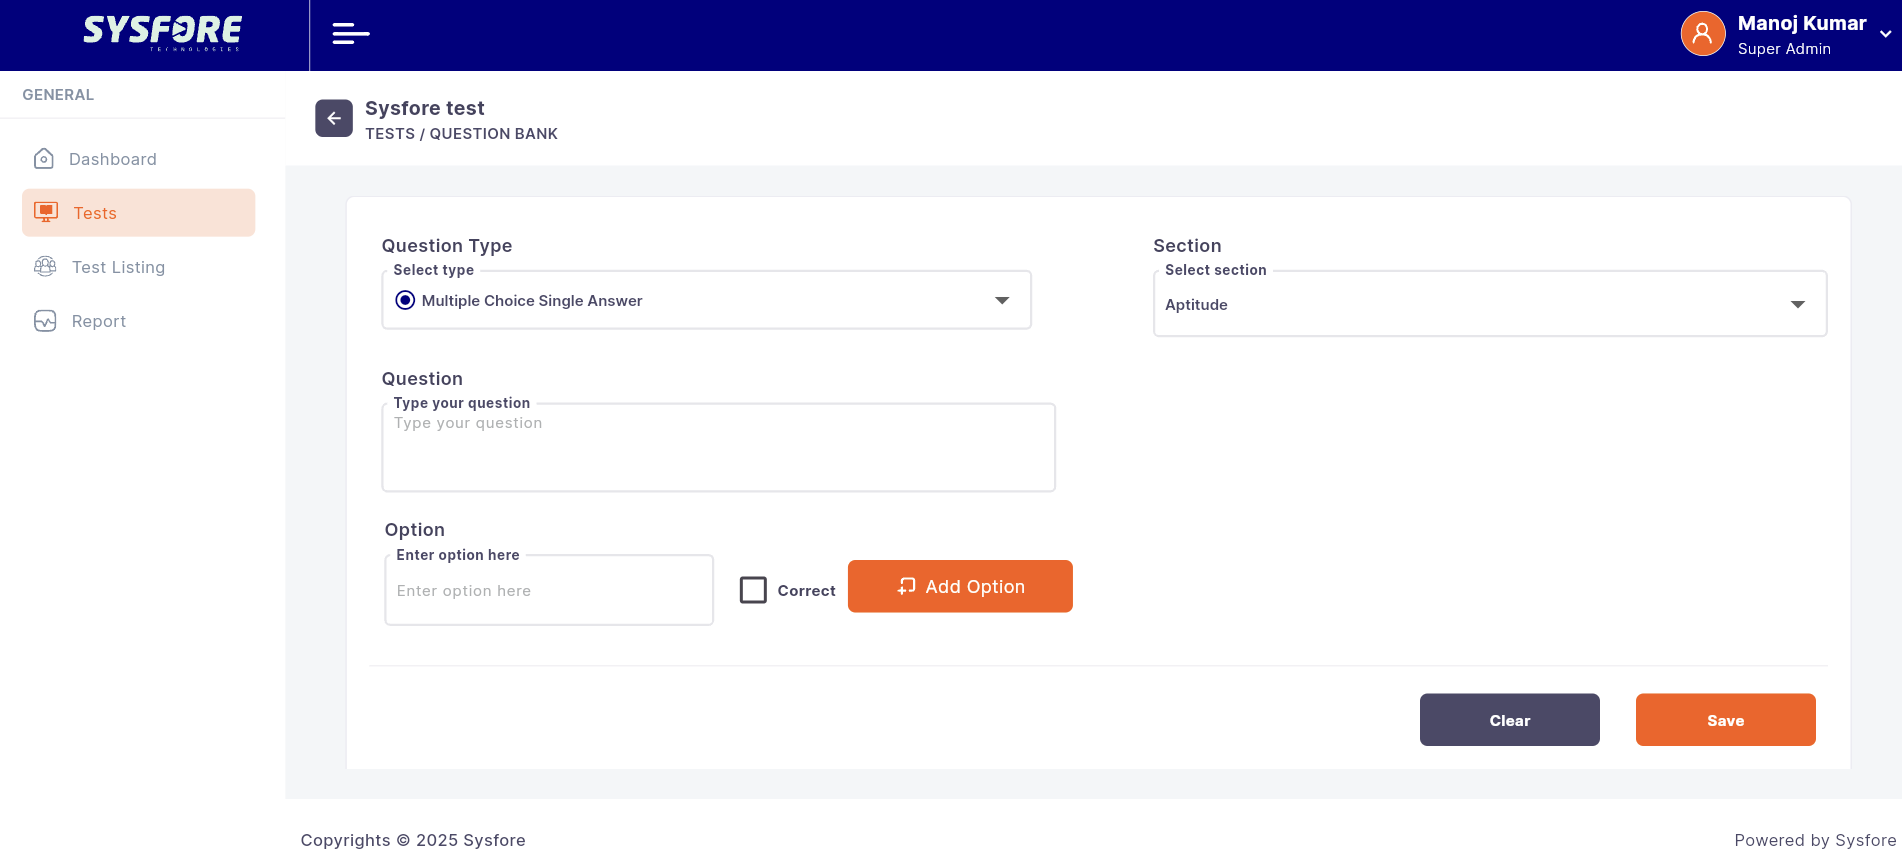 SYSFORE
TECHNOLOGIES
Manoj Kumar
Super Admin
GENERAL
Dashboard
Tests
Test Listing
Report
Sysfore test
TESTS / QUESTION BANK
Question Type
Select type
Multiple Choice Single Answer
Section
Select section
Aptitude
Question
Type your question
Type your question
Option
Enter option here
Enter option here
Correct
Add Option
Clear
Save
Copyrights © 2025 Sysfore
Powered by Sysfore